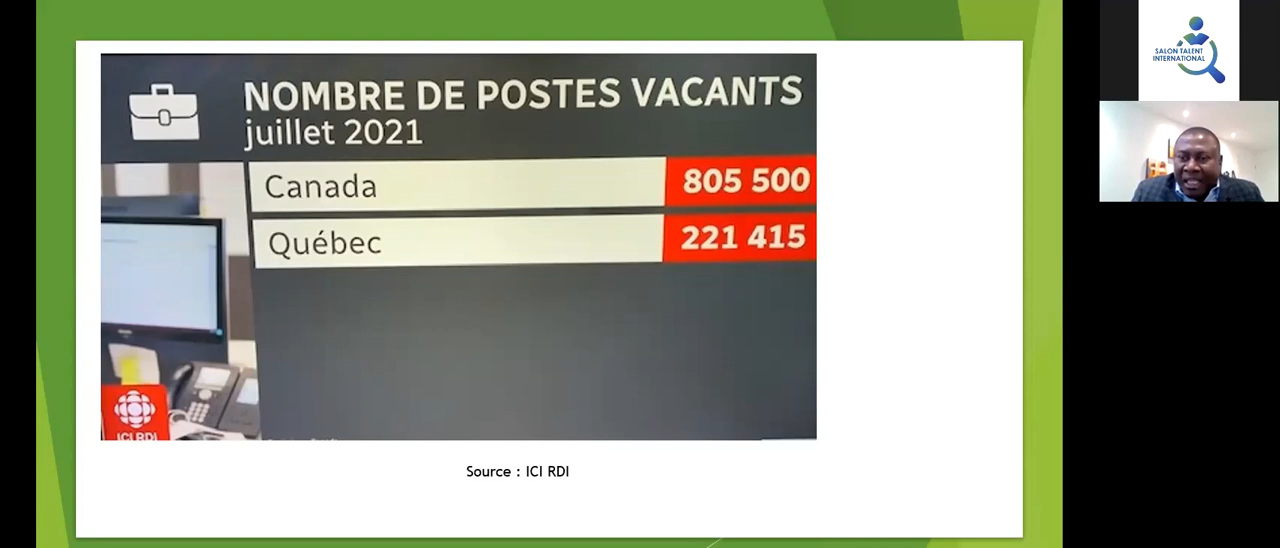 NOMBRE DE POSTES VACANTS
juillet 2021
Canada 805 500
Québec 221 415
ICI RDI
Source : ICI RDI
SALON TALENT
INTERNATIONAL